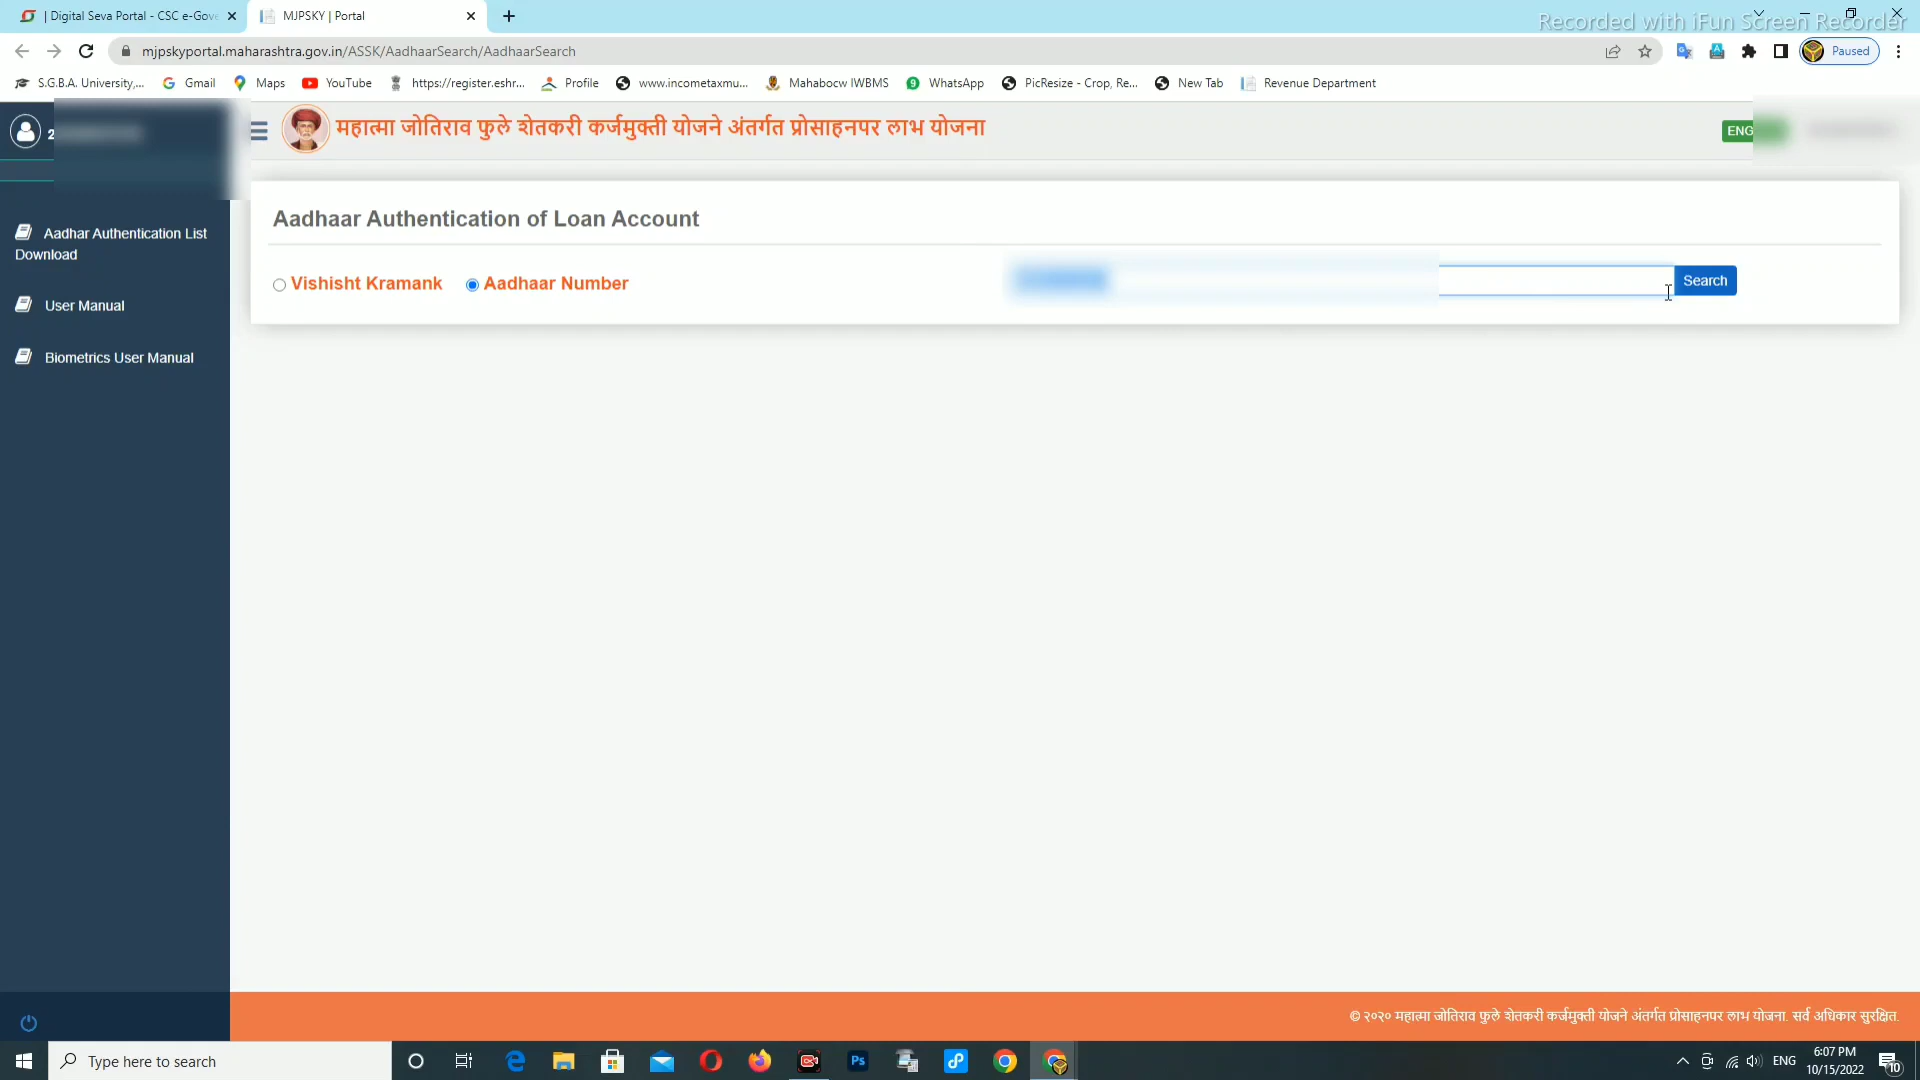 Recorded with iFun Screen Recorder
| Digital Seva Portal - CSC e-Gov
MJPSKY | Portal
mjpskyportal.maharashtra.gov.in/ASSK/AadhaarSearch/AadhaarSearch
Paused
S.G.B.A. University,...
Gmail
Maps
YouTube
https://register.eshr...
Profile
www.incometaxmu...
Mahabocw IWBMS
WhatsApp
PicResize - Crop, Re...
New Tab
Revenue Department
महात्मा जोतिराव फुले शेतकरी कर्जमुक्ती योजने अंतर्गत प्रोसाहनपर लाभ योजना
ENG
Aadhaar Authentication of Loan Account
Vishisht Kramank
Aadhaar Number
Search
Aadhar Authentication List
Download
User Manual
Biometrics User Manual
© २०२० महात्मा जोतिराव फुले शेतकरी कर्जमुक्ती योजने अंतर्गत प्रोसाहनपर लाभ योजना. सर्व अधिकार सुरक्षित.
Type here to search
Ps
ENG
6:07 PM
10/15/2022
10